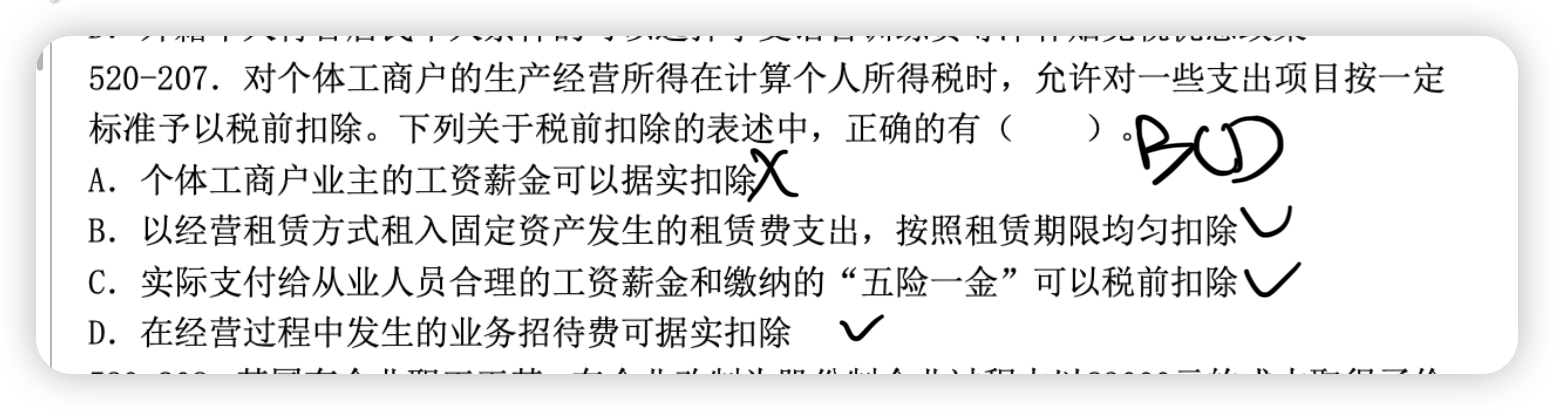 520-207. 对个体工商户的生产经营所得在计算个人所得税时，允许对一些支出项目按一定
标准予以税前扣除。下列关于税前扣除的表述中，正确的有（　　）。BCD
A. 个体工商户业主的工资薪金可以据实扣除 X
B. 以经营租赁方式租入固定资产发生的租赁费支出，按照租赁期限均匀扣除 ✓
C. 实际支付给从业人员合理的工资薪金和缴纳的“五险一金”可以税前扣除 ✓
D. 在经营过程中发生的业务招待费可据实扣除 ✓